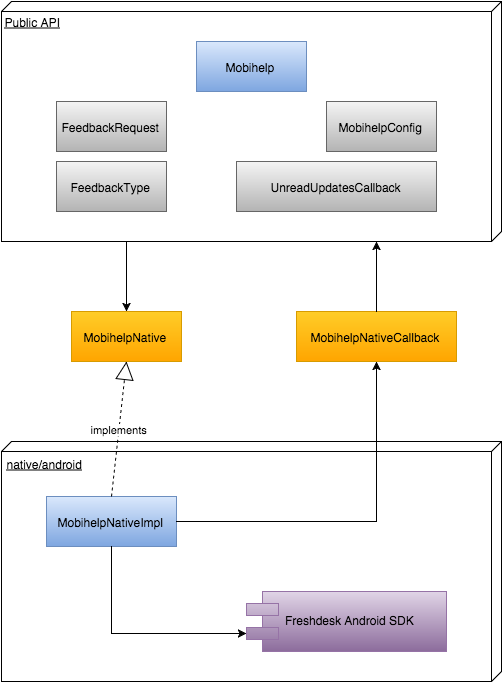 Public API
Mobihelp
FeedbackRequest
MobihelpConfig
FeedbackType
UnreadUpdatesCallback
MobihelpNative
MobihelpNativeCallback
implements
native/android
MobihelpNativeImpl
Freshdesk Android SDK